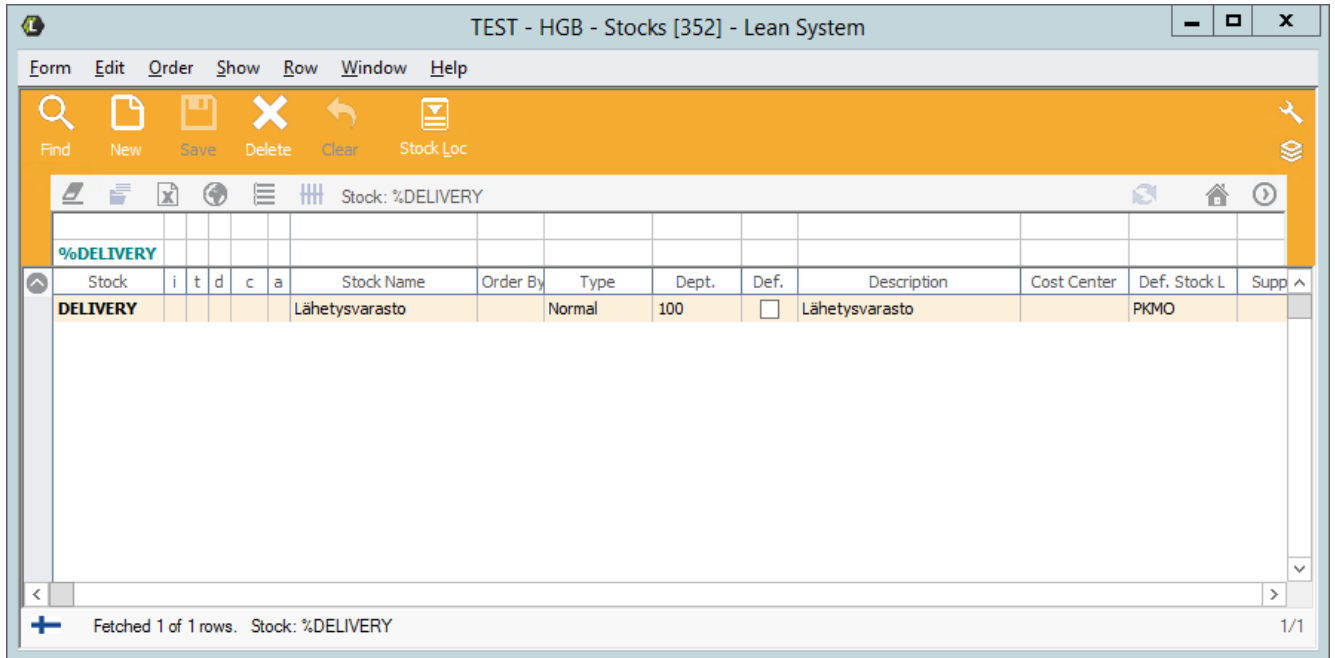 TEST - HGB - Stocks [352] - Lean System
Form Edit Order Show Row Window Help
Find New Save Delete Clear Stock Loc
Stock: %DELIVERY
%DELIVERY
Stock i t d c a Stock Name Order By Type Dept. Def. Description Cost Center Def. Stock L Supp
DELIVERY Lähetysvarasto Normal 100 Lähetysvarasto PKMO
Fetched 1 of 1 rows. Stock: %DELIVERY 1/1